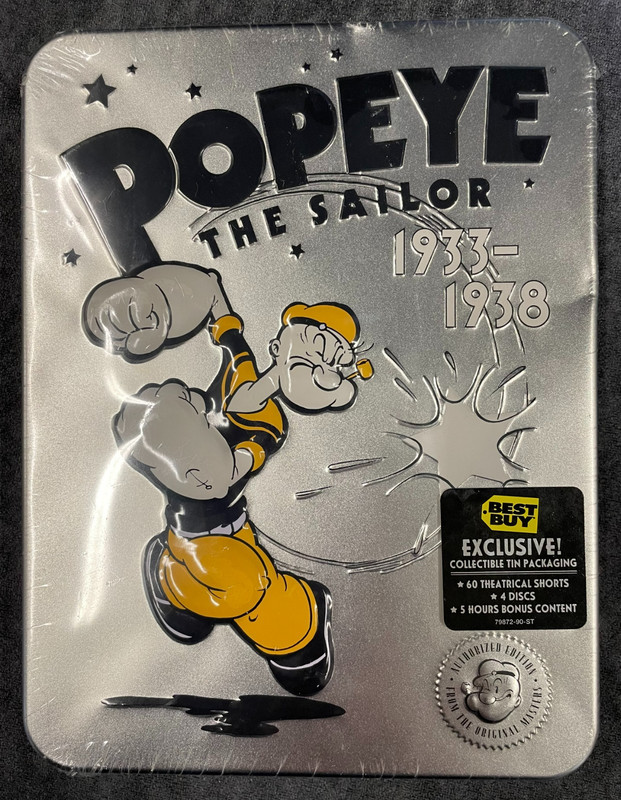 POPEYE
THE SAILOR
1933-
1938
BEST
BUY
EXCLUSIVE!
COLLECTIBLE TIN PACKAGING
★ 60 THEATRICAL SHORTS
★ 4 DISCS
★ 5 HOURS BONUS CONTENT
79872-90-ST
• AUTHORIZED EDITION •
FROM THE ORIGINAL MASTERS